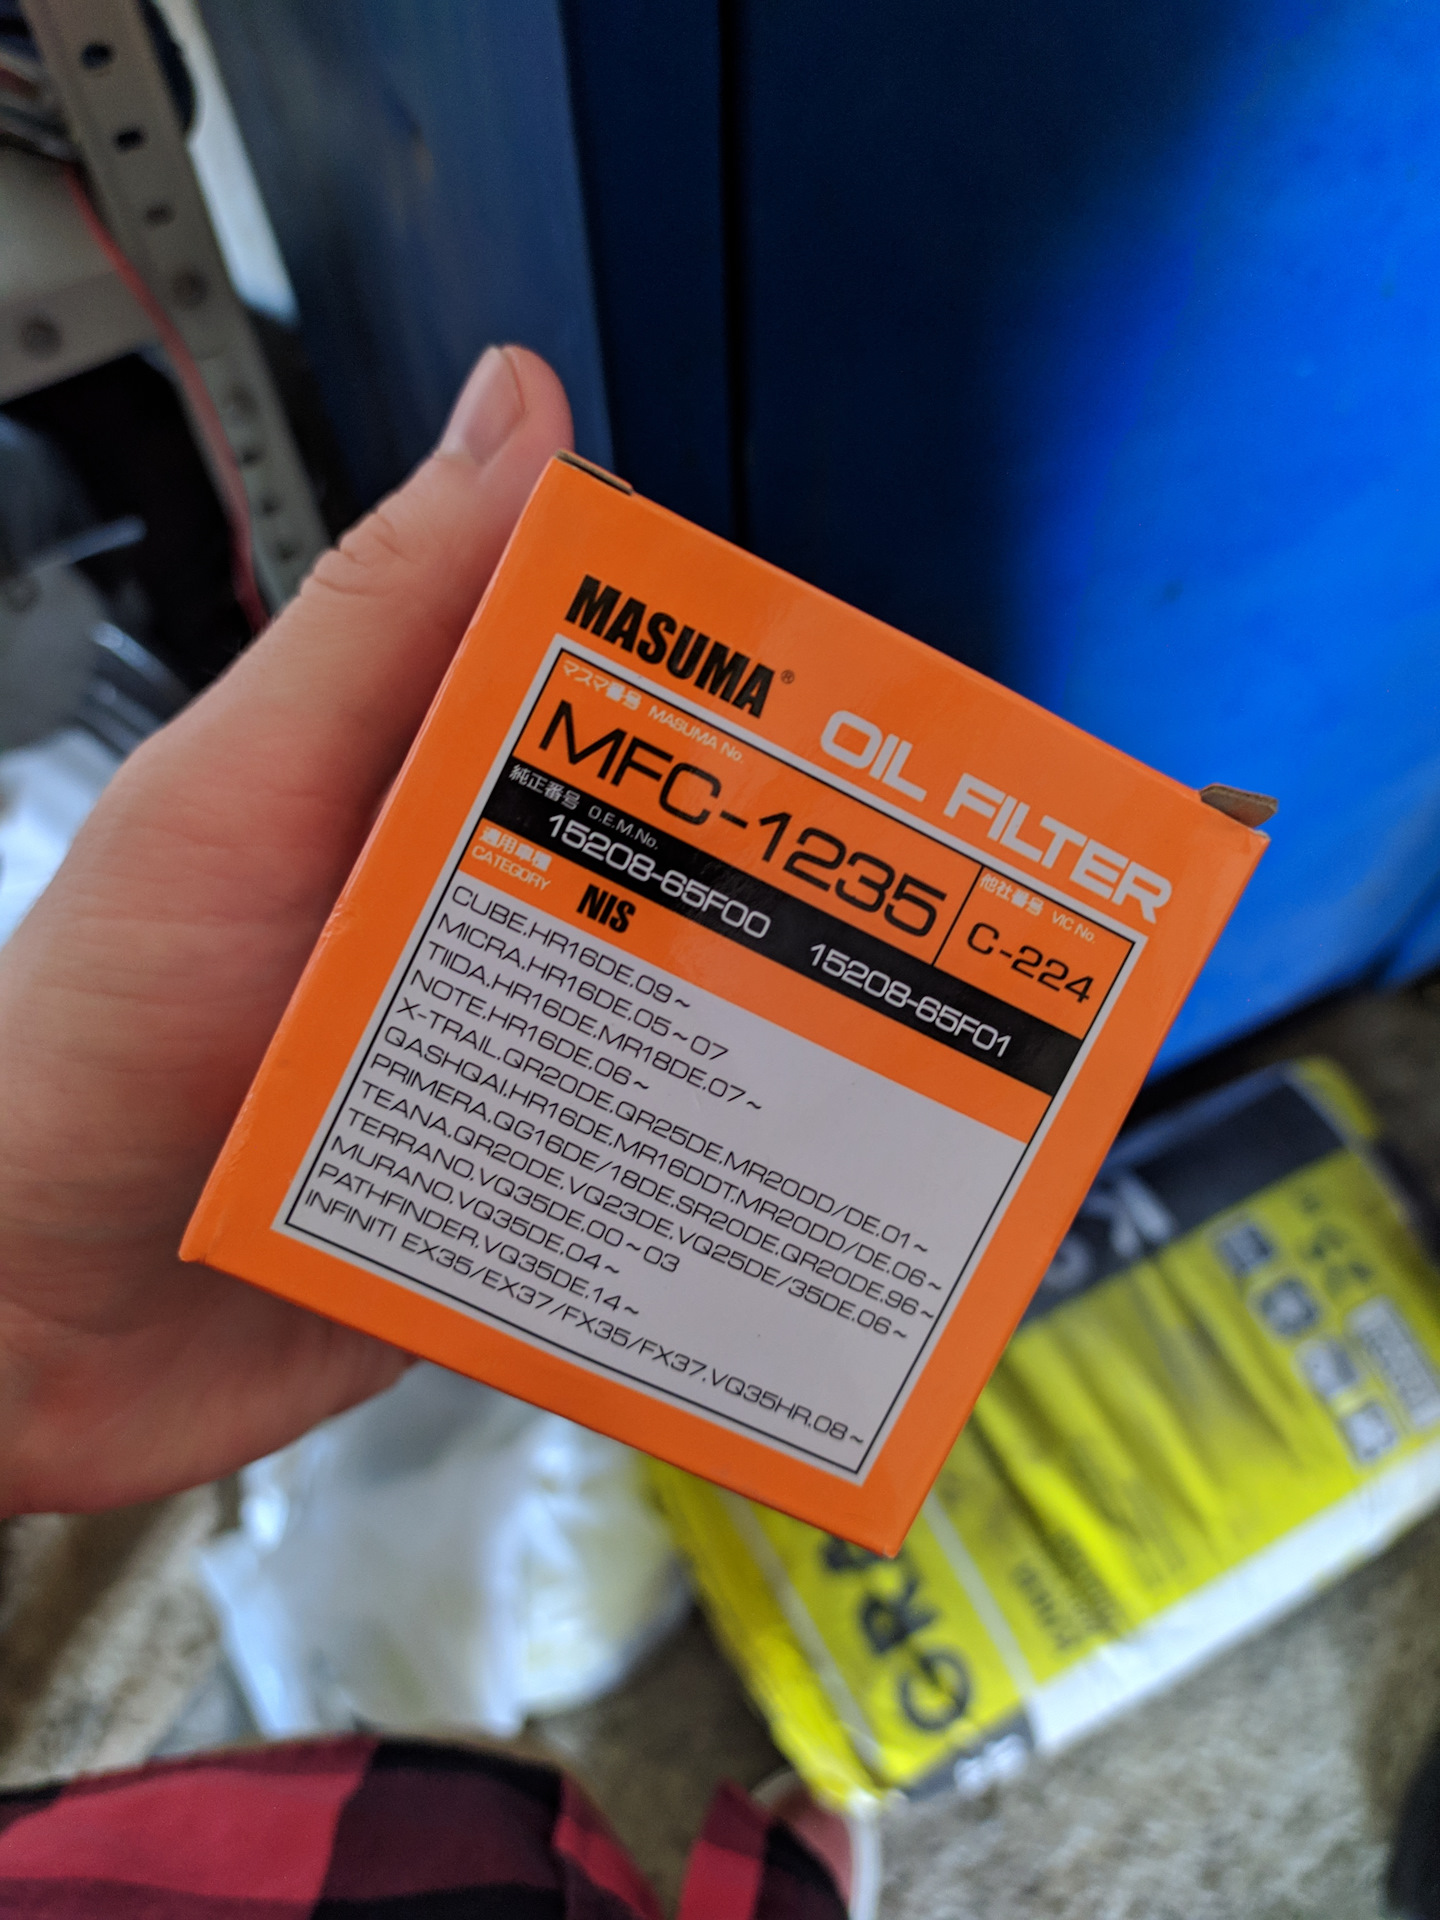 MASUMA®
OIL FILTER
マスマ番号 MASUMA No.
MFC-1235
他社番号 VIC No.
C-224
純正番号 O.E.M.No.
15208-65F00 15208-65F01
適用車種
CATEGORY
NIS
CUBE.HR16DE.09~
MICRA.HR16DE.05~07
TIIDA.HR16DE.MR18DE.07~
NOTE.HR16DE.06~
X-TRAIL.QR20DE.QR25DE.MR20DD/DE.01~
QASHQAI.HR16DE.MR16DDT.MR20DD/DE.06~
PRIMERA.QG16DE/18DE.SR20DE.QR20DE.96~
TEANA.QR20DE.VQ23DE.VQ25DE/35DE.06~
TERRANO.VQ35DE.00~03
MURANO.VQ35DE.04~
PATHFINDER.VQ35DE.14~
INFINITI EX35/EX37/FX35/FX37.VQ35HR.08~